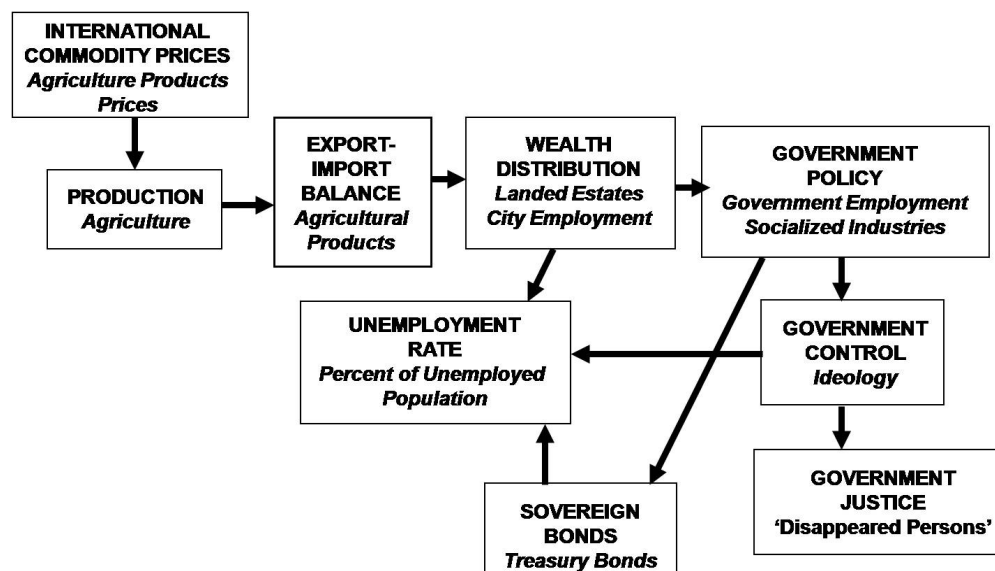 INTERNATIONAL
COMMODITY PRICES
Agriculture Products
Prices
PRODUCTION
Agriculture
EXPORT-
IMPORT
BALANCE
Agricultural
Products
WEALTH
DISTRIBUTION
Landed Estates
City Employment
GOVERNMENT
POLICY
Government Employment
Socialized Industries
UNEMPLOYMENT
RATE
Percent of Unemployed
Population
GOVERNMENT
CONTROL
Ideology
SOVEREIGN
BONDS
Treasury Bonds
GOVERNMENT
JUSTICE
‘Disappeared Persons’